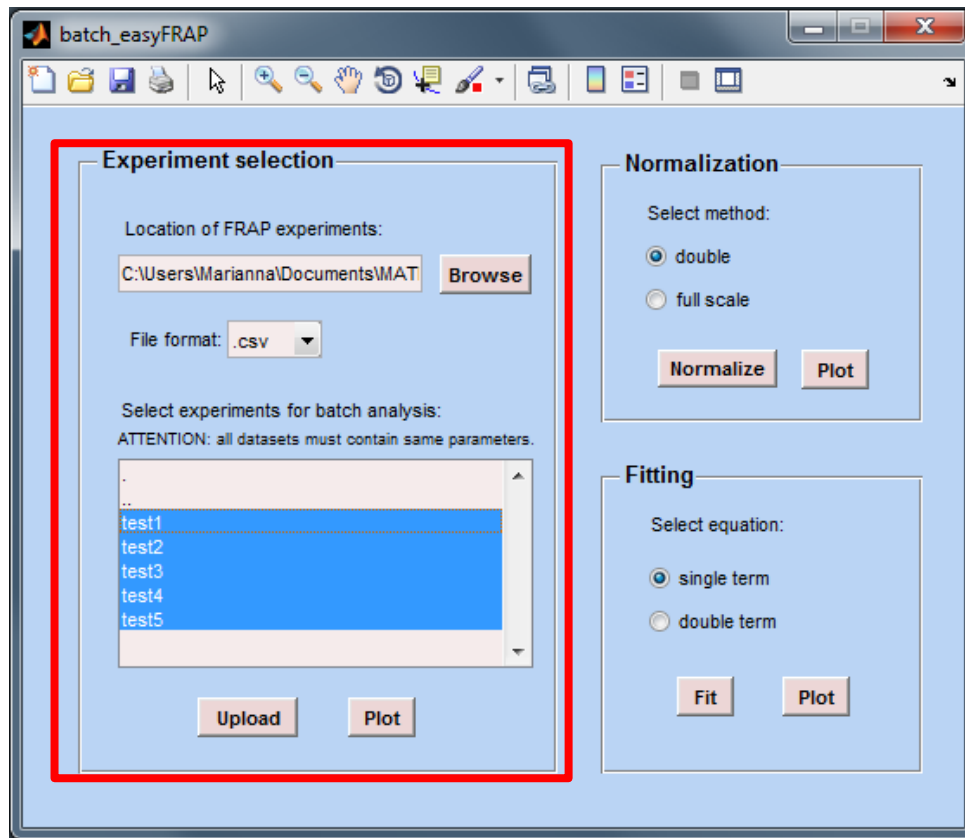 batch_easyFRAP
Experiment selection
Location of FRAP experiments:
C:\Users\Marianna\Documents\MAT
Browse
File format: .csv
Select experiments for batch analysis:
ATTENTION: all datasets must contain same parameters.
.
..
test1
test2
test3
test4
test5
Upload Plot
Normalization
Select method:
double
full scale
Normalize Plot
Fitting
Select equation:
single term
double term
Fit Plot